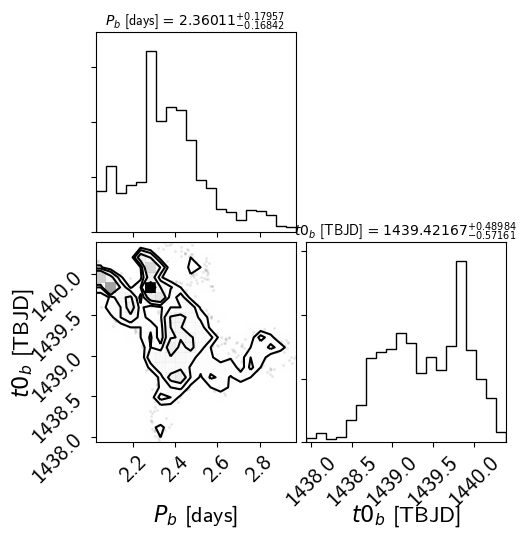 P_b [days] = 2.36011^{+0.17957}_{-0.16842}
t0_b [TBJD] = 1439.42167^{+0.48984}_{-0.57161}
1440.0
1439.5
1439.0
1438.5
1438.0
t0_b [TBJD]
2.2 2.4 2.6 2.8
1438.0 1438.5 1439.0 1439.5 1440.0
P_b [days]
t0_b [TBJD]